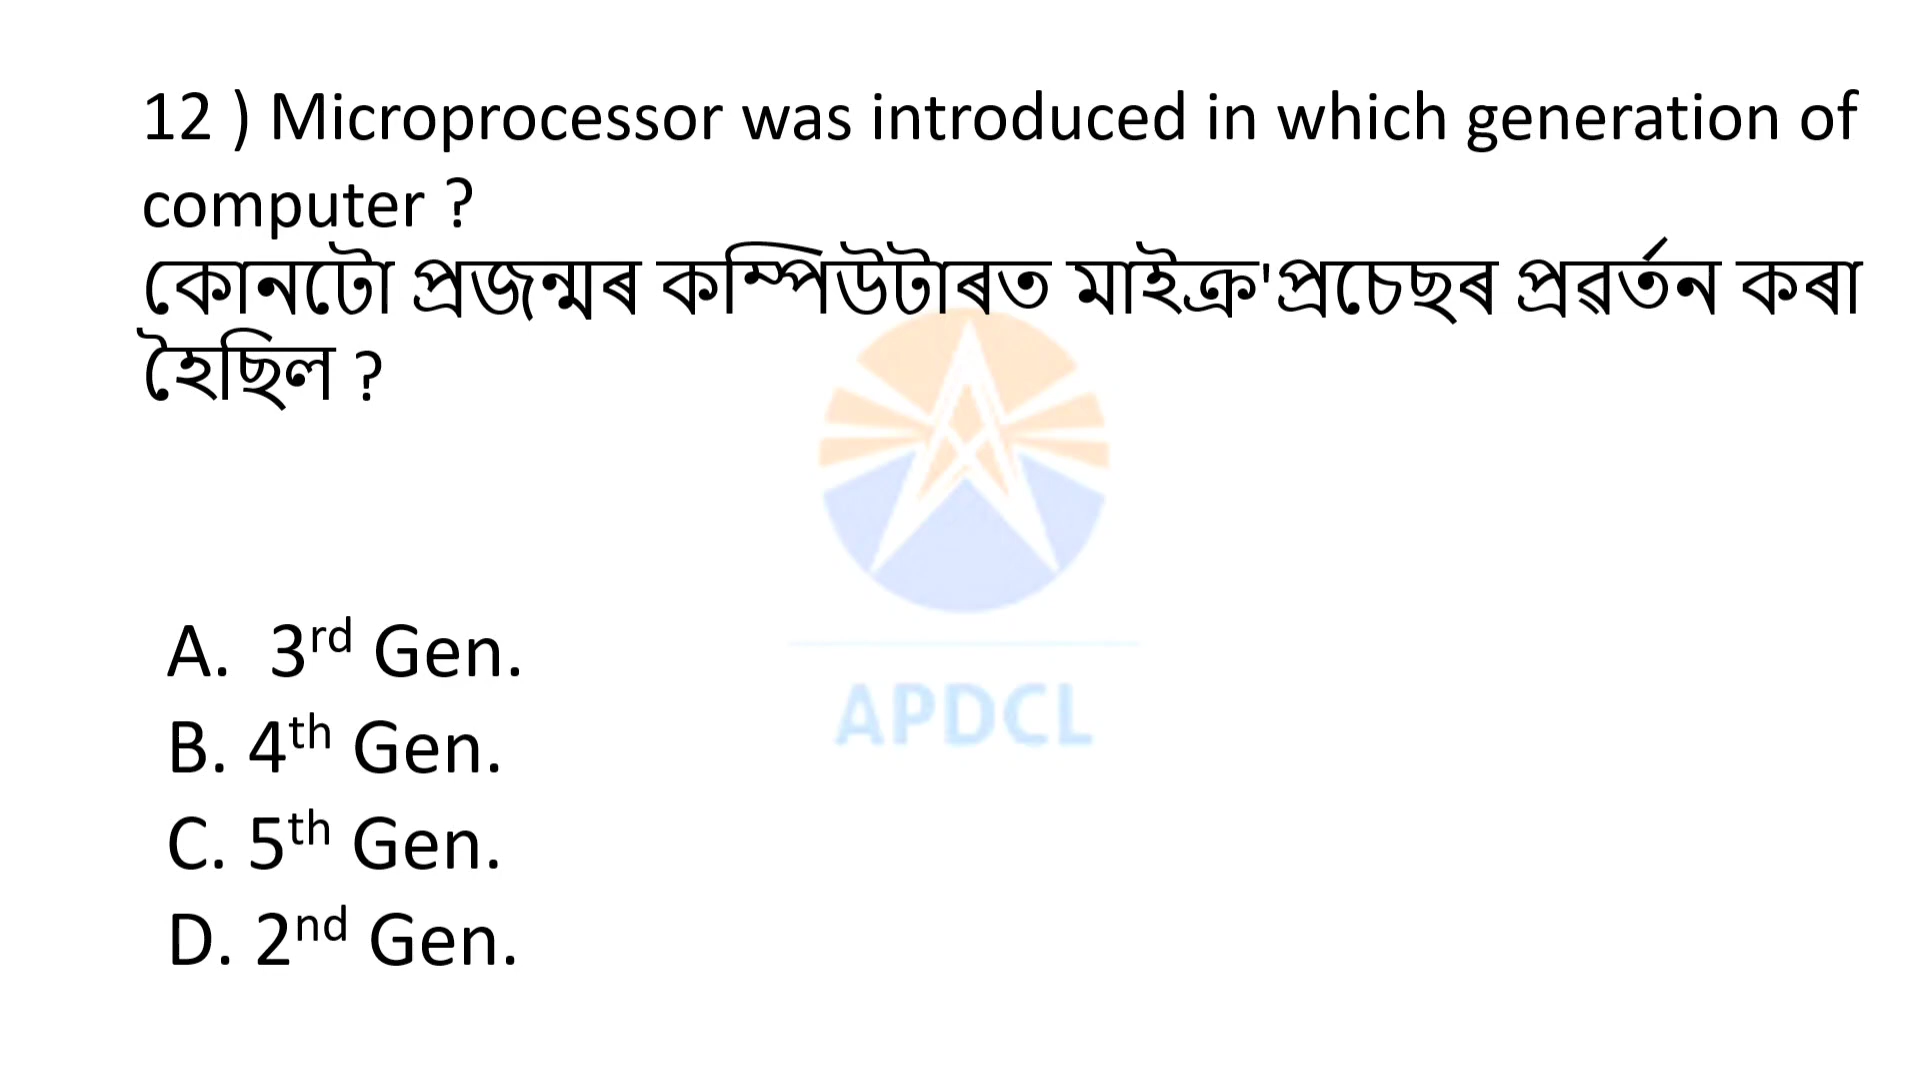 12 ) Microprocessor was introduced in which generation of
computer ?
কোনটো প্ৰজন্মৰ কম্পিউটাৰত মাইক্ৰ'প্ৰচেছৰ প্ৰৱৰ্তন কৰা
হৈছিল ?
A. 3rd Gen.
B. 4th Gen.
C. 5th Gen.
D. 2nd Gen.
APDCL